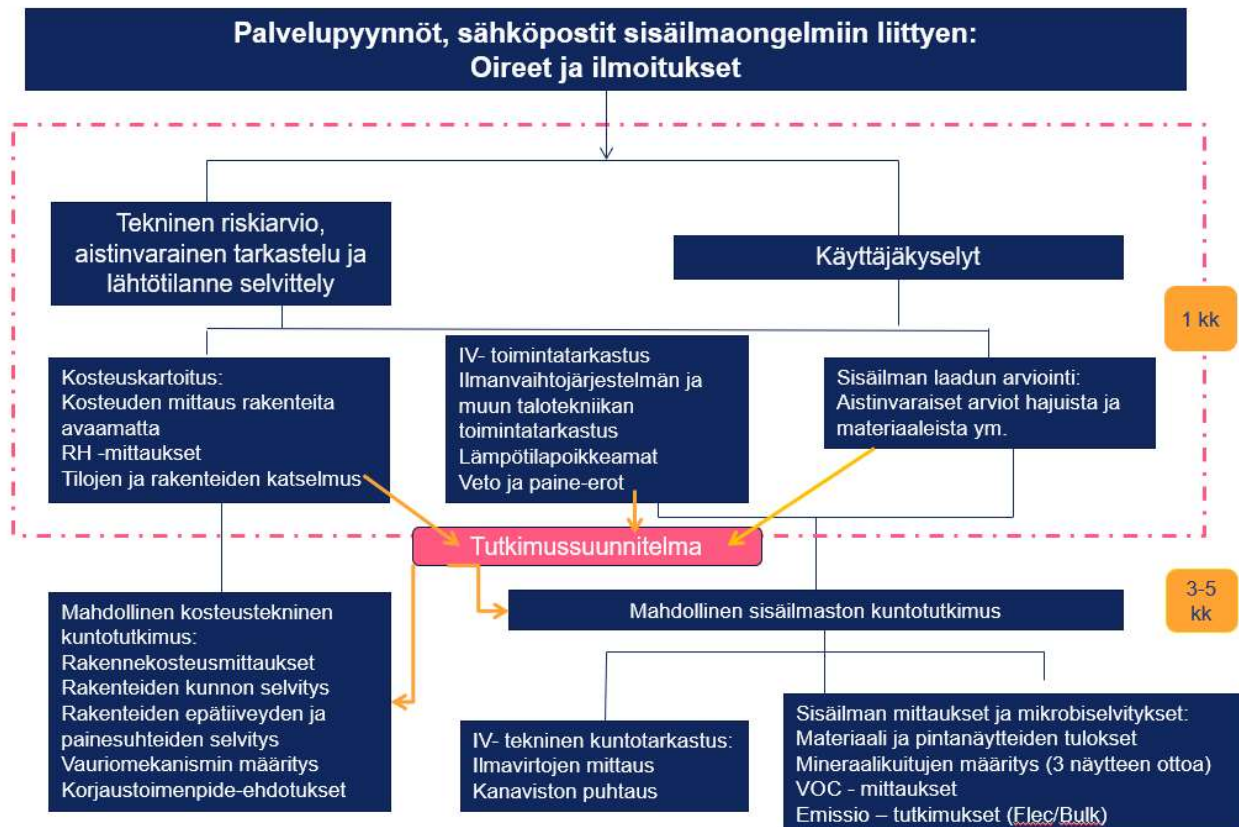 Palvelupyynnöt, sähköpostit sisäilmaongelmiin liittyen:
Oireet ja ilmoitukset
Tekninen riskiarvio,
aistinvarainen tarkastelu ja
lähtötilanne selvittely
Käyttäjäkyselyt
1 kk
Kosteuskartoitus:
Kosteuden mittaus rakenteita
avaamatta
RH -mittaukset
Tilojen ja rakenteiden katselmus
IV- toimintatarkastus
Ilmanvaihtojärjestelmän ja
muun talotekniikan
toimintatarkastus
Lämpötilapoikkeamat
Veto ja paine-erot
Sisäilman laadun arviointi:
Aistinvaraiset arviot hajuista ja
materiaaleista ym.
Tutkimussuunnitelma
3-5
kk
Mahdollinen kosteustekninen
kuntotutkimus:
Rakennekosteusmittaukset
Rakenteiden kunnon selvitys
Rakenteiden epätiiveyden ja
painesuhteiden selvitys
Vauriomekanismin määritys
Korjaustoimenpide-ehdotukset
Mahdollinen sisäilmaston kuntotutkimus
IV- tekninen kuntotarkastus:
Ilmavirtojen mittaus
Kanaviston puhtaus
Sisäilman mittaukset ja mikrobiselvitykset:
Materiaali ja pintanäytteiden tulokset
Mineraalikuitujen määritys (3 näytteen ottoa)
VOC - mittaukset
Emissio – tutkimukset (Flec/Bulk)